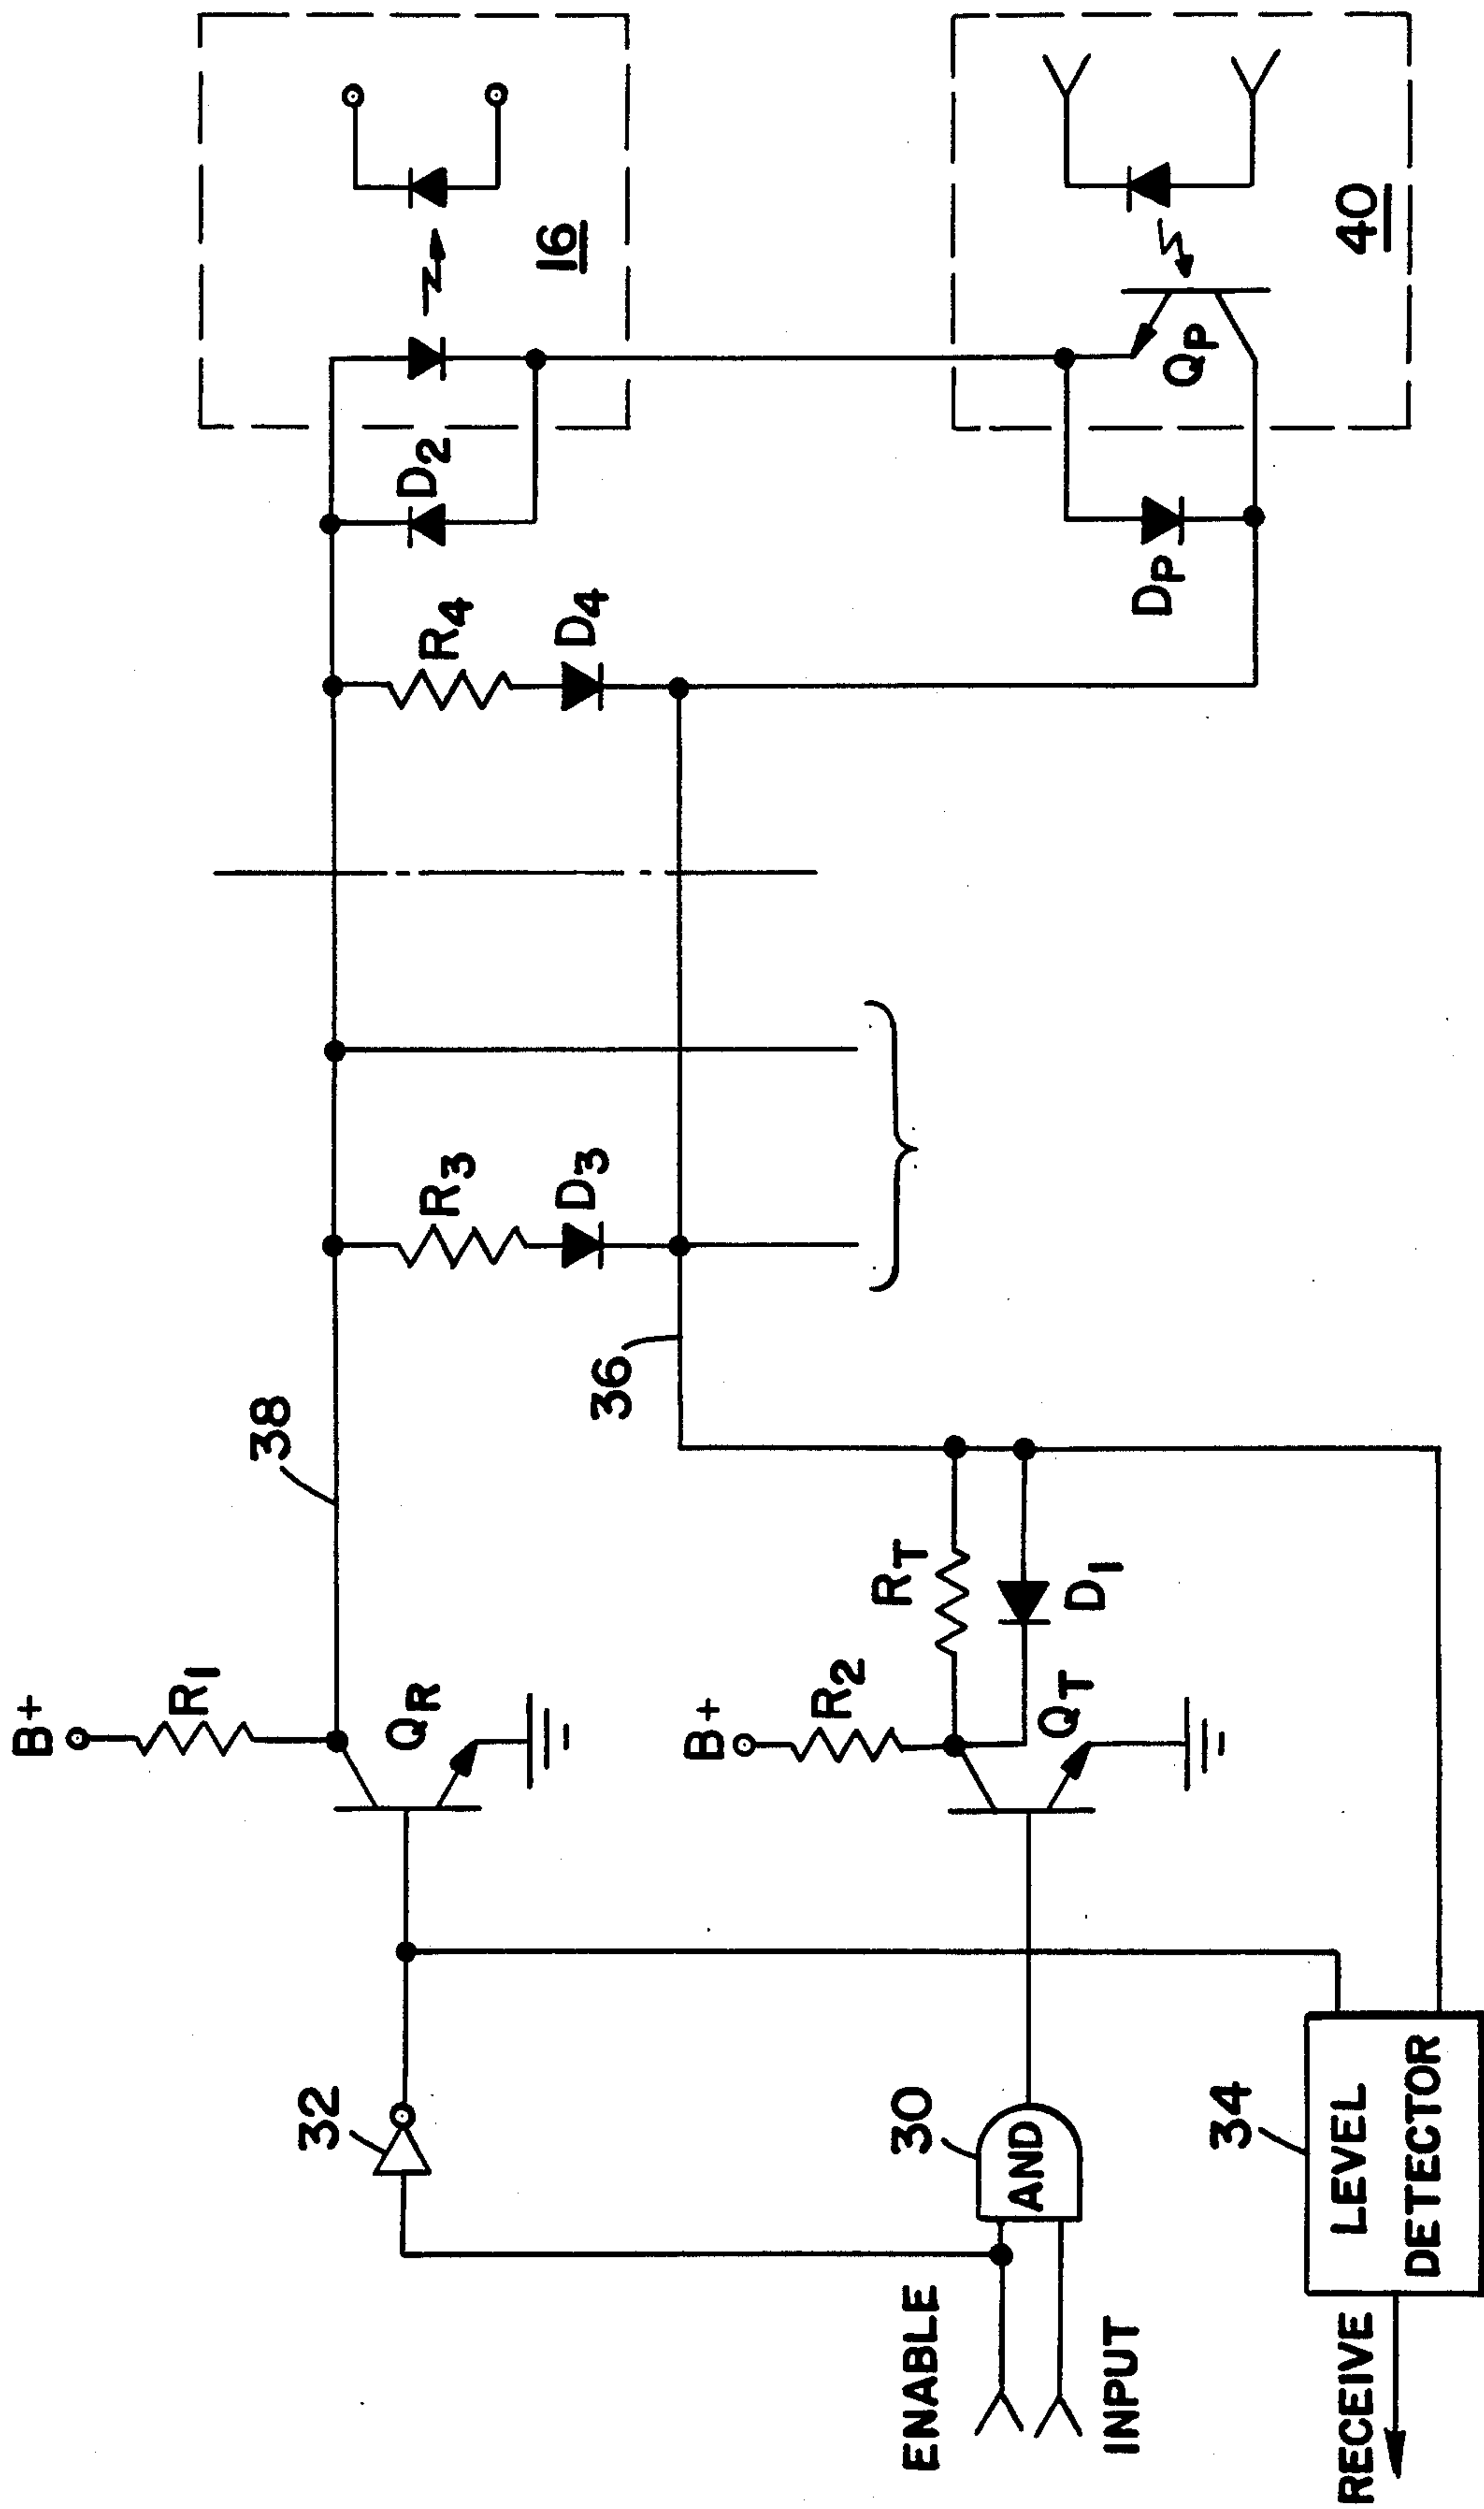 B+
R1
38
QR
32
R3
D3
36
R4
D4
D2
16
B+
R2
RT
D1
QT
30
AND
ENABLE
INPUT
34
LEVEL
DETECTOR
RECEIVE
DP
QP
40